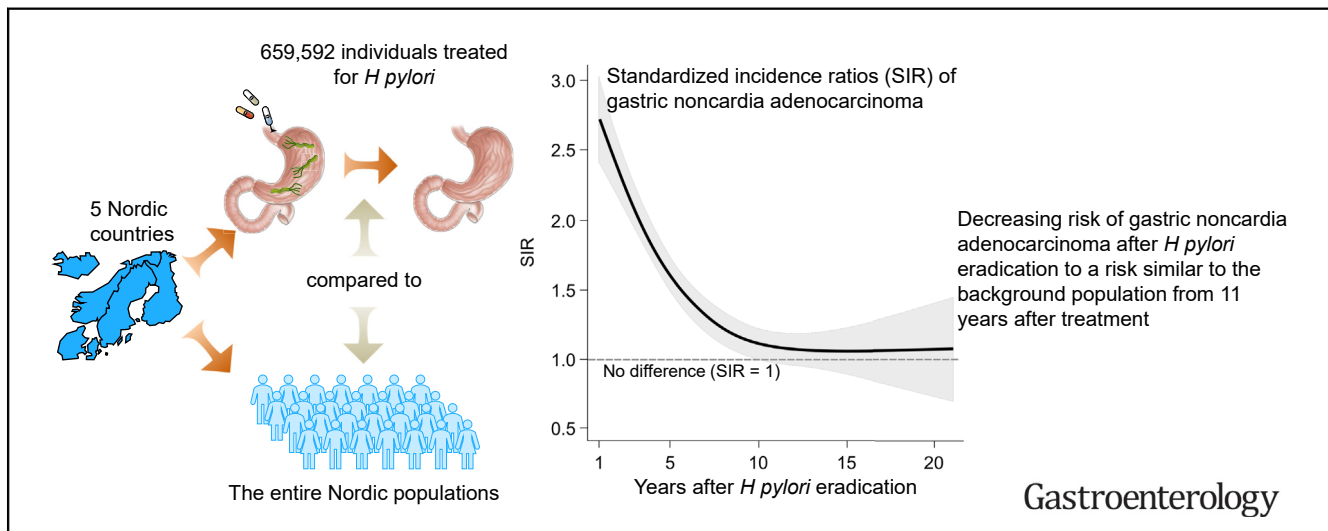 659,592 individuals treated
for H pylori
5 Nordic
countries
compared to
The entire Nordic populations
Standardized incidence ratios (SIR) of
gastric noncardia adenocarcinoma
SIR
3.0
2.5
2.0
1.5
1.0
0.5
No difference (SIR = 1)
1 5 10 15 20
Years after H pylori eradication
Decreasing risk of gastric noncardia
adenocarcinoma after H pylori
eradication to a risk similar to the
background population from 11
years after treatment
Gastroenterology